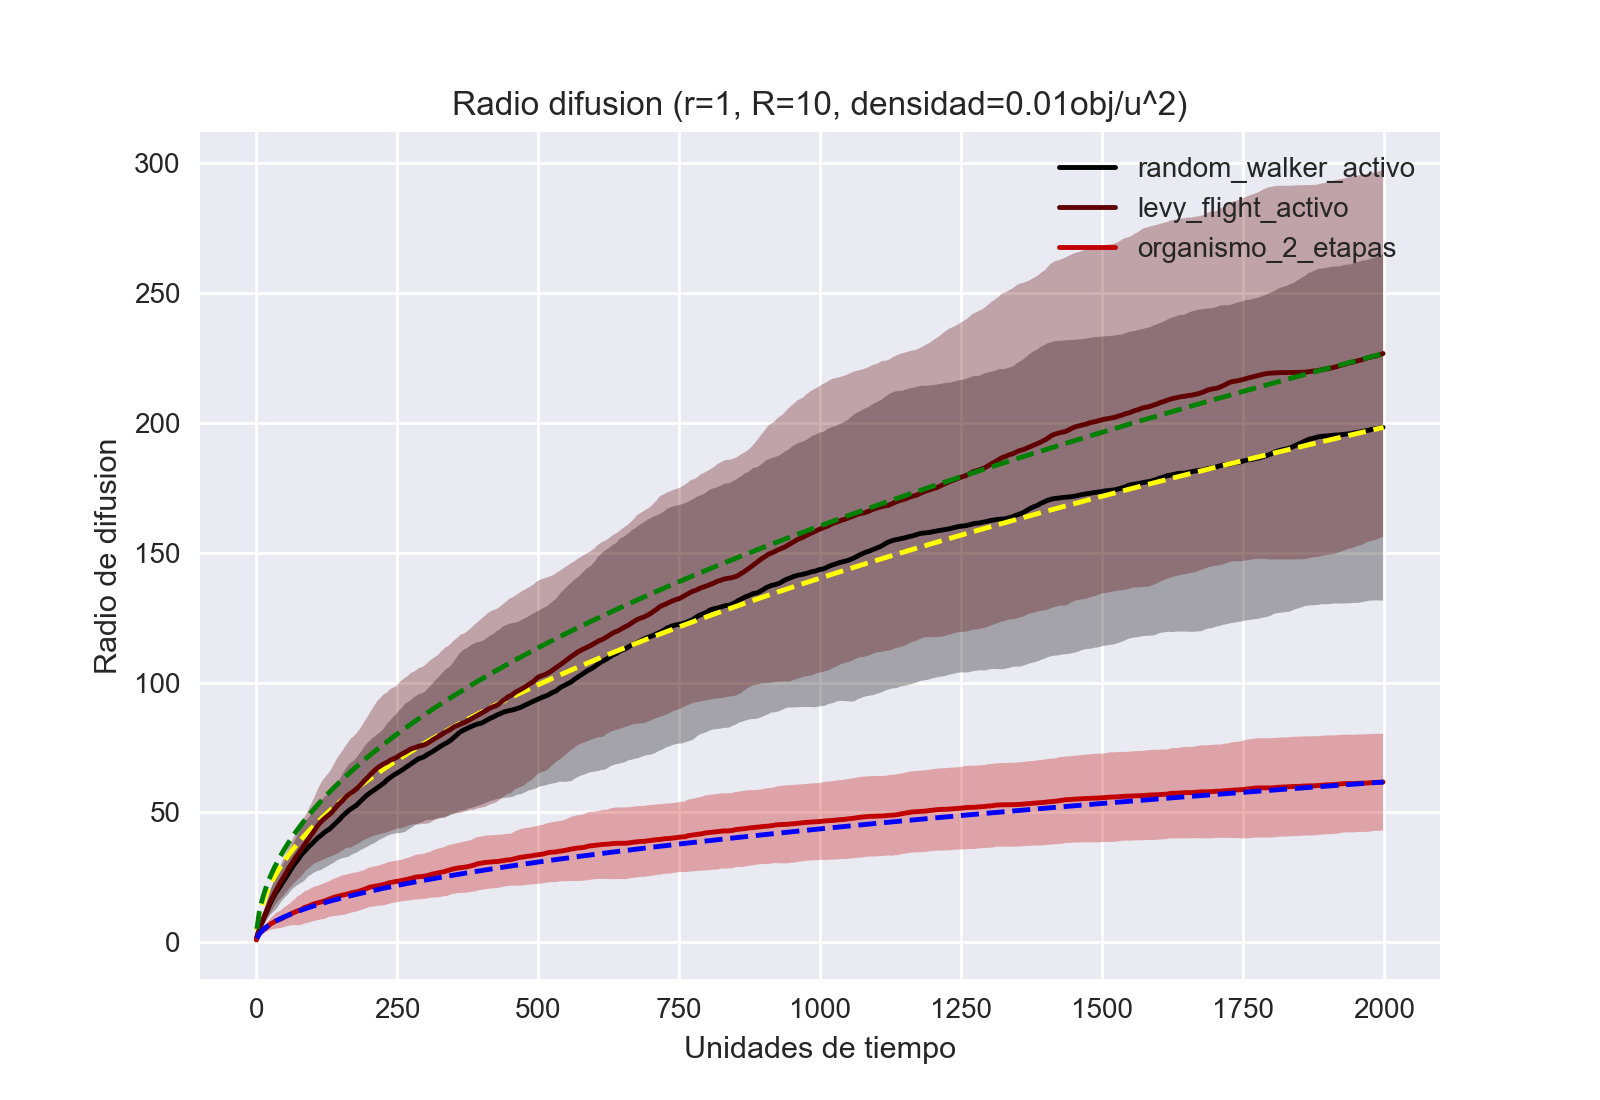 Radio difusion (r=1, R=10, densidad=0.01obj/u^2)
random_walker_activo
levy_flight_activo
organismo_2_etapas
Radio de difusion
300
250
200
150
100
50
0
0 250 500 750 1000 1250 1500 1750 2000
Unidades de tiempo